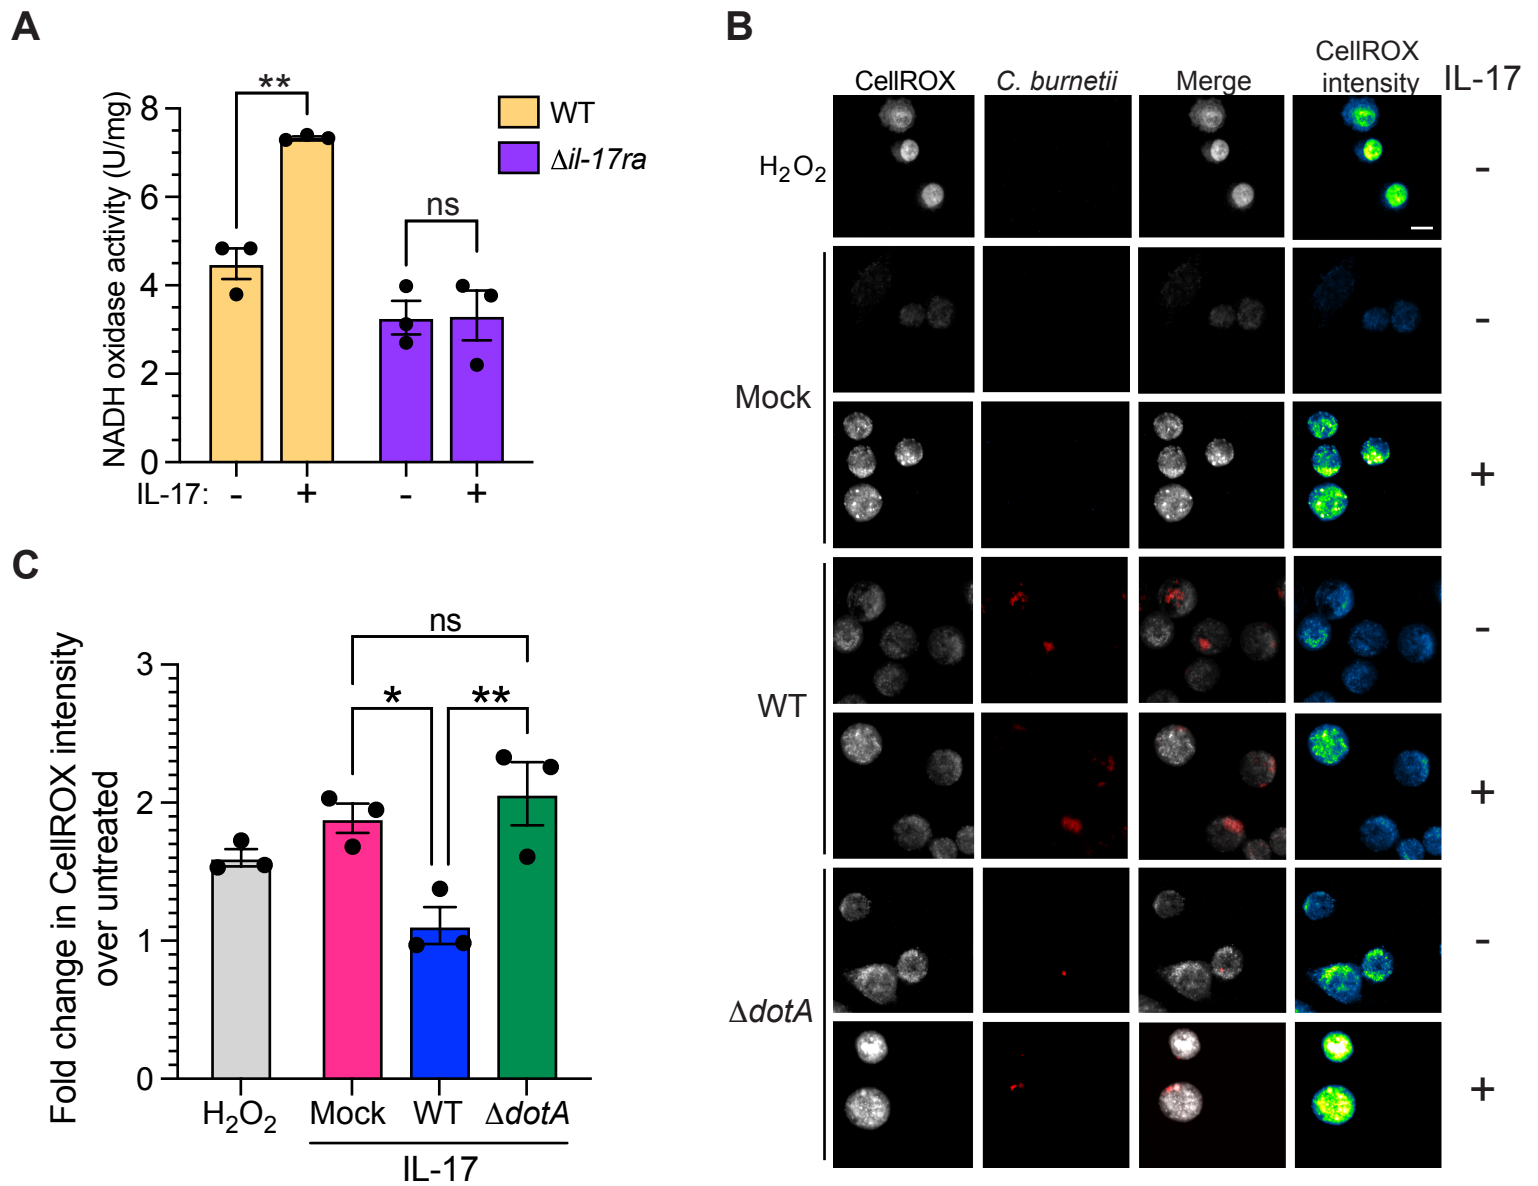 A
**
8
6
4
2
0
NADH oxidase activity (U/mg)
WT
Δil-17ra
ns
IL-17: - + - +
B
CellROX C. burnetii Merge CellROX intensity IL-17
H2O2 -
Mock
-
+
WT
-
+
ΔdotA
-
+
C
ns
* **
3
2
1
0
Fold change in CellROX intensity
over untreated
H2O2 Mock WT ΔdotA
IL-17